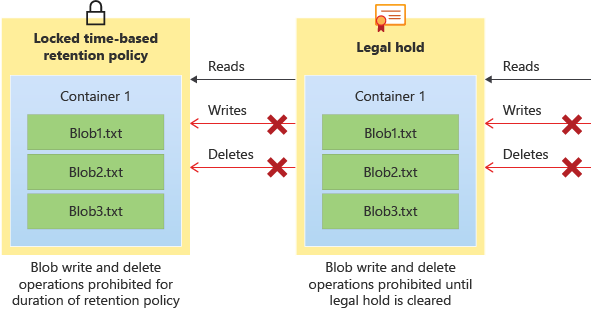 Locked time-based
retention policy
Container 1
Blob1.txt
Blob2.txt
Blob3.txt
Blob write and delete
operations prohibited for
duration of retention policy
Reads
Writes
Deletes
Legal hold
Container 1
Blob1.txt
Blob2.txt
Blob3.txt
Blob write and delete
operations prohibited until
legal hold is cleared
Reads
Writes
Deletes